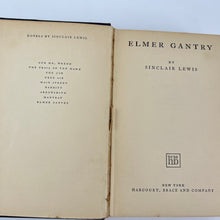 NOVELS BY SINCLAIR LEWIS
OUR MR. WRENN
THE TRAIL OF THE HAWK
THE JOB
FREE AIR
MAIN STREET
BABBITT
ARROWSMITH
MANTRAP
ELMER GANTRY
ELMER GANTRY
BY
SINCLAIR LEWIS
NEW YORK
HARCOURT, BRACE AND COMPANY